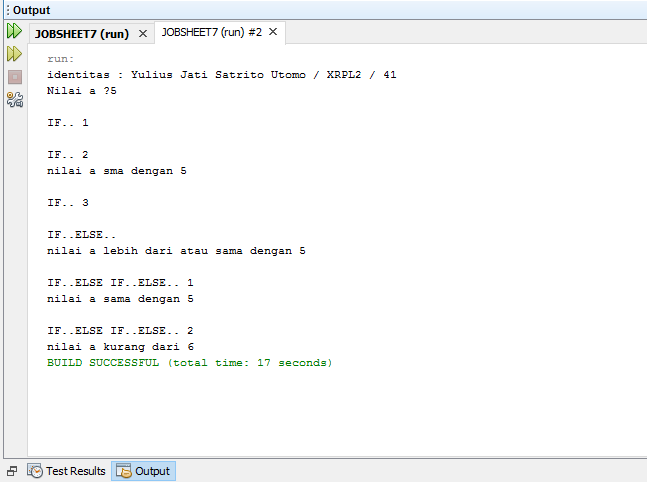 Output
JOBSHEET7 (run) JOBSHEET7 (run) #2
run:
identitas : Yulius Jati Satrito Utomo / XRPL2 / 41
Nilai a ?5
IF.. 1
IF.. 2
nilai a sma dengan 5
IF.. 3
IF..ELSE..
nilai a lebih dari atau sama dengan 5
IF..ELSE IF..ELSE.. 1
nilai a sama dengan 5
IF..ELSE IF..ELSE.. 2
nilai a kurang dari 6
BUILD SUCCESSFUL (total time: 17 seconds)
Test Results Output